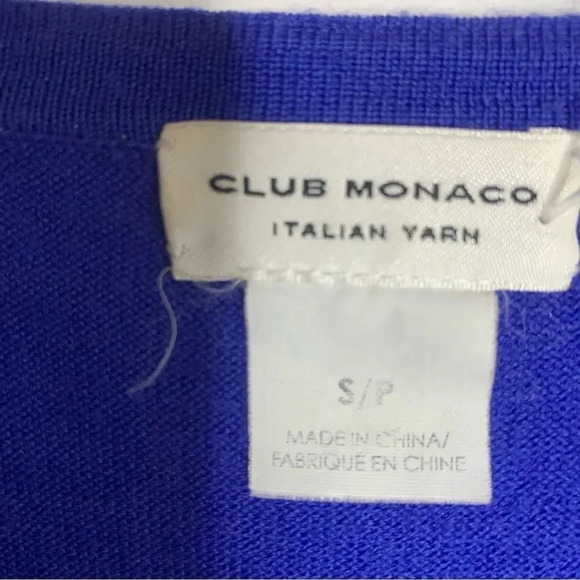 CLUB MONACO
ITALIAN YARN
S/P
MADE IN CHINA/
FABRIQUÉ EN CHINE